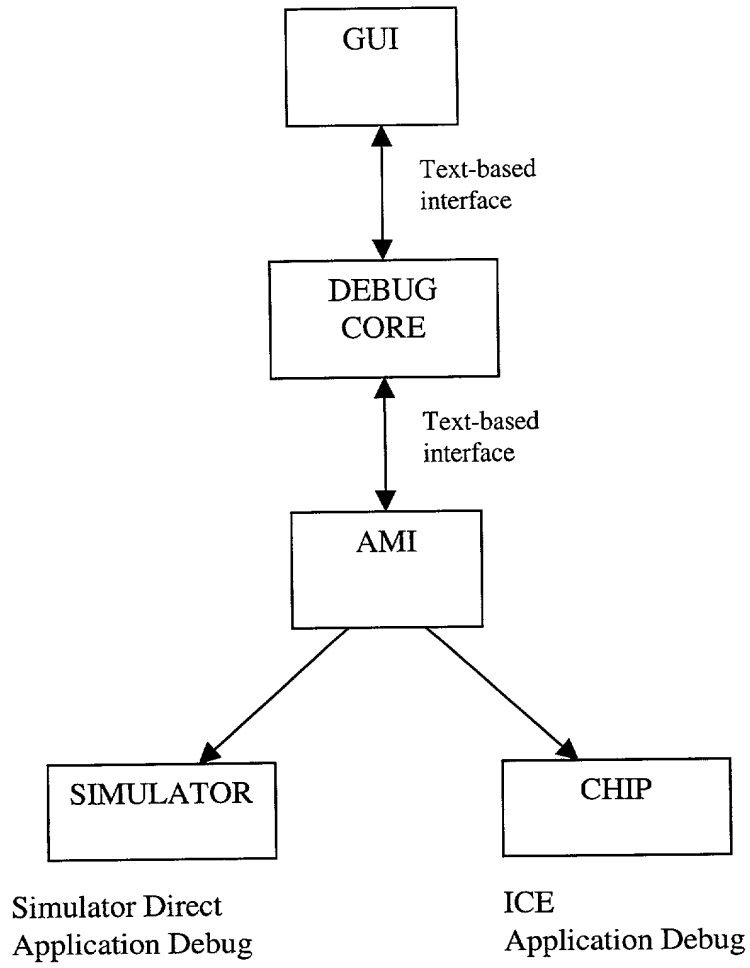 GUI
Text-based
interface
DEBUG
CORE
Text-based
interface
AMI
SIMULATOR
CHIP
Simulator Direct
Application Debug
ICE
Application Debug